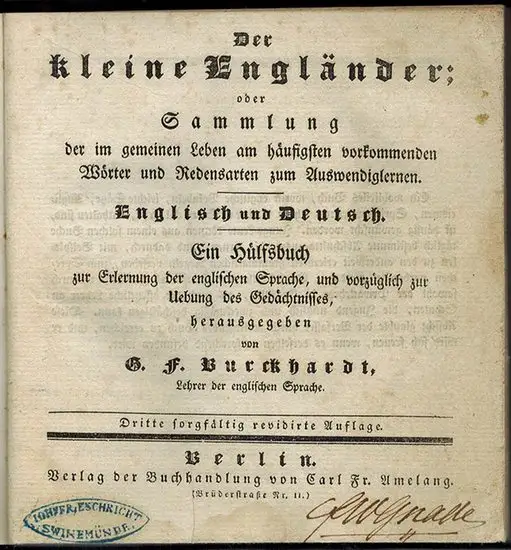 Der
kleine Engländer;
oder
Sammlung
der im gemeinen Leben am häufigsten vorkommenden
Wörter und Redensarten zum Auswendiglernen.
Englisch und Deutsch.
Ein Hülfsbuch
zur Erlernung der englischen Sprache, und vorzüglich zur
Uebung des Gedächtnisses,
herausgegeben
von
G. F. Burckhardt,
Lehrer der englischen Sprache.
Dritte sorgfältig revidirte Auflage.
Berlin.
Verlag der Buchhandlung von Carl Fr. Amelang.
(Brüderstraße Nr. 11.)
SWINEMÜNDE.